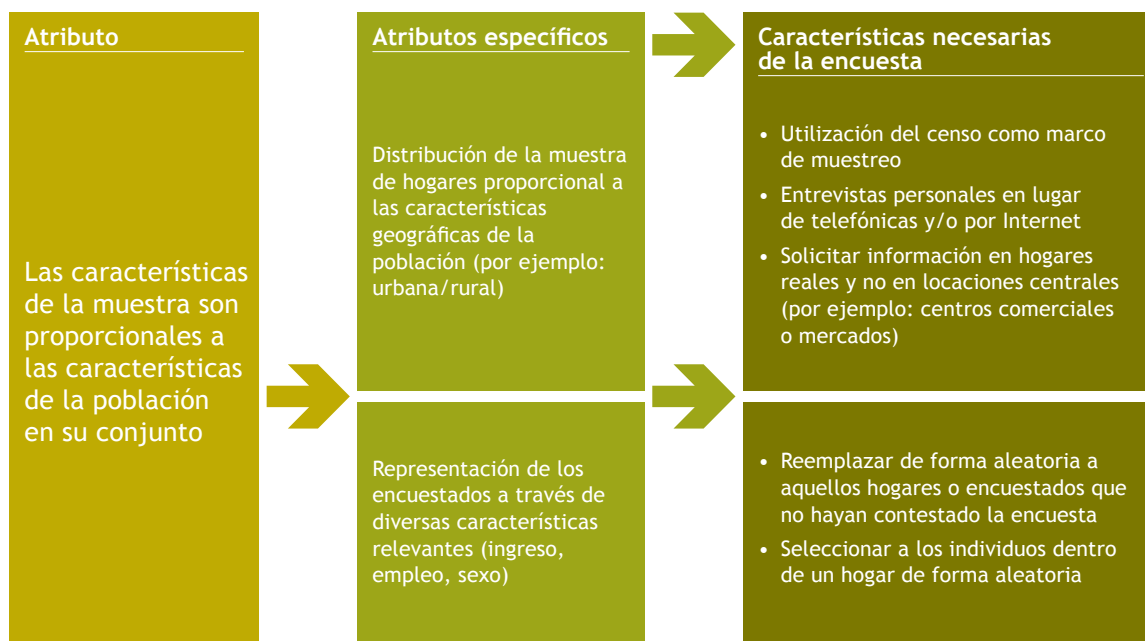 Atributo
Las características
de la muestra son
proporcionales a
las características
de la población
en su conjunto
Atributos específicos
Distribución de la muestra
de hogares proporcional a
las características
geográficas de la
población (por ejemplo:
urbana/rural)
Representación de los
encuestados a través de
diversas características
relevantes (ingreso,
empleo, sexo)
Características necesarias
de la encuesta
• Utilización del censo como marco
de muestreo
• Entrevistas personales en lugar
de telefónicas y/o por Internet
• Solicitar información en hogares
reales y no en locaciones centrales
(por ejemplo: centros comerciales
o mercados)
• Reemplazar de forma aleatoria a
aquellos hogares o encuestados que
no hayan contestado la encuesta
• Seleccionar a los individuos dentro
de un hogar de forma aleatoria